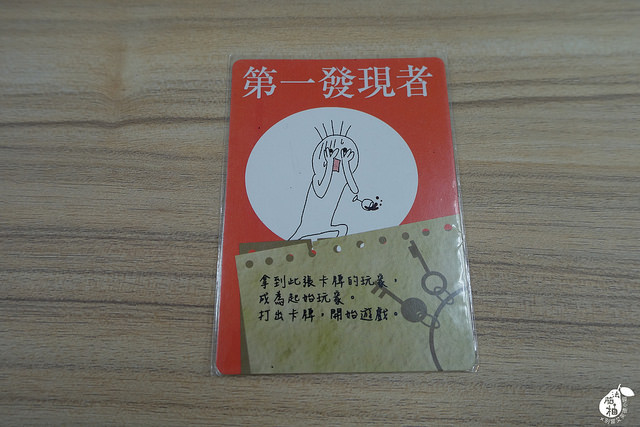 第一發現者
拿到此張卡牌的玩家，
成為起始玩家。
打出卡牌，開始遊戲。